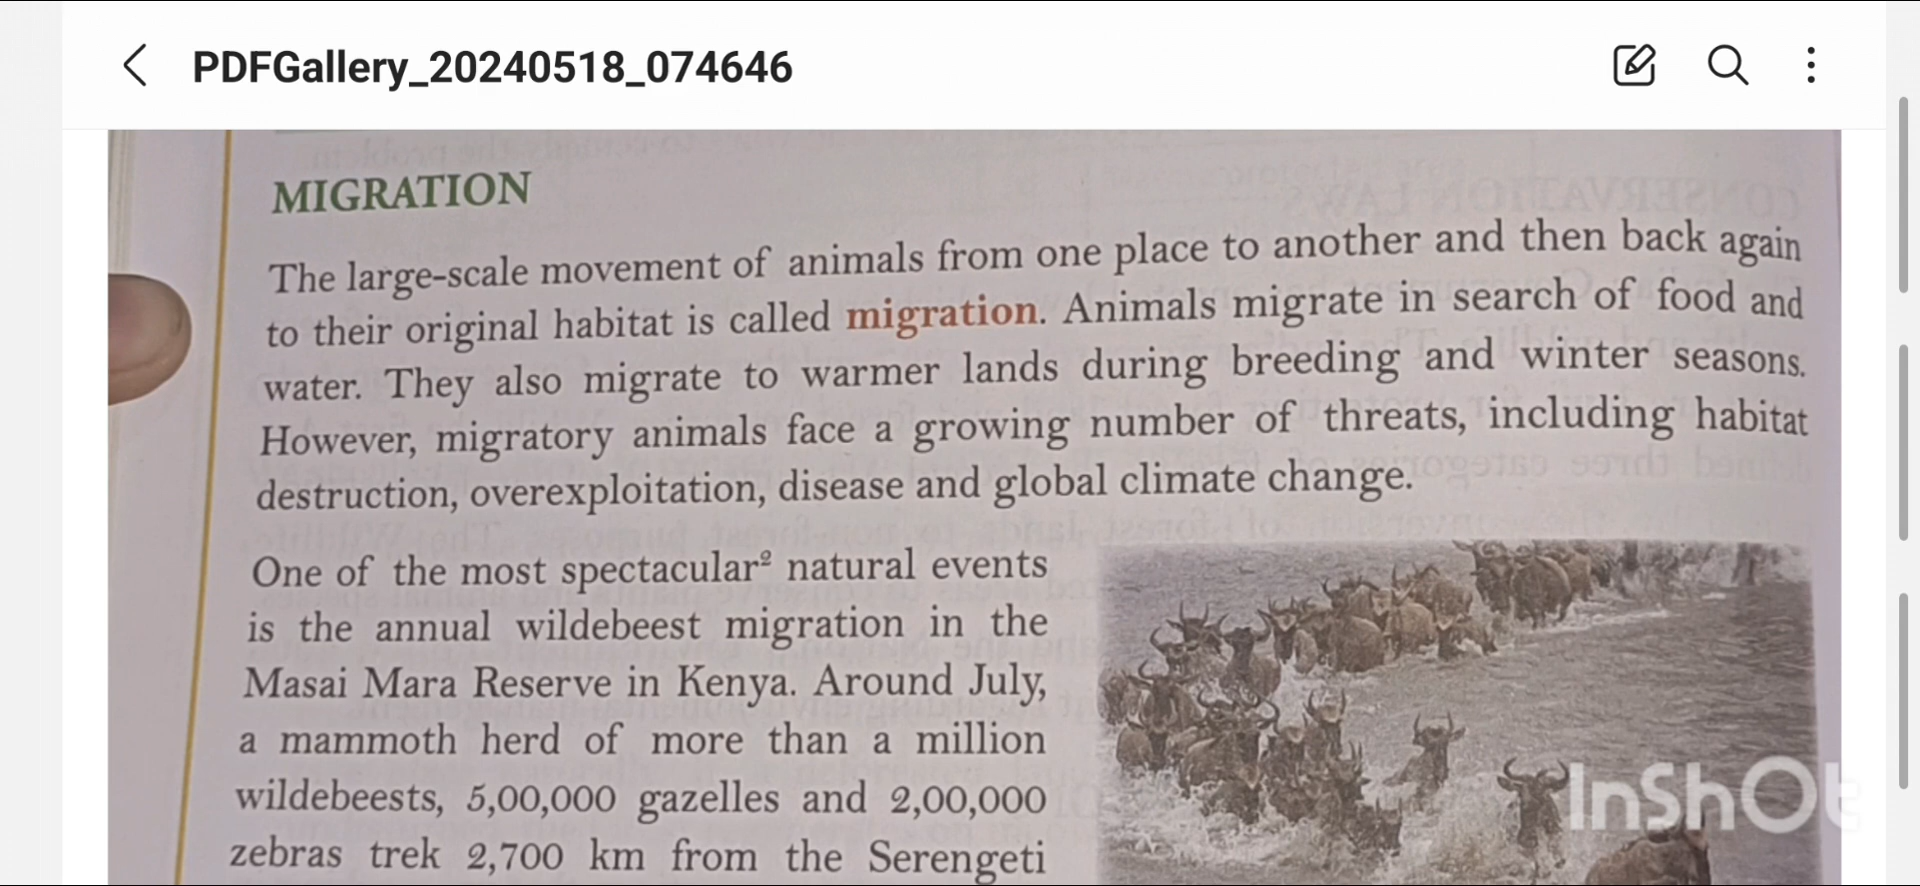 PDFGallery_20240518_074646
MIGRATION
The large-scale movement of animals from one place to another and then back again
to their original habitat is called migration. Animals migrate in search of food and
water. They also migrate to warmer lands during breeding and winter seasons.
However, migratory animals face a growing number of threats, including habitat
destruction, overexploitation, disease and global climate change.
One of the most spectacular² natural events
is the annual wildebeest migration in the
Masai Mara Reserve in Kenya. Around July,
a mammoth herd of more than a million
wildebeests, 5,00,000 gazelles and 2,00,000
zebras trek 2,700 km from the Serengeti
InShOt